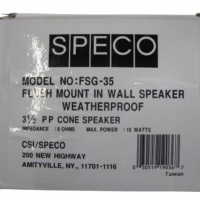 SPECO
MODEL NO:FSG-35
FLUSH MOUNT IN WALL SPEAKER
WEATHERPROOF
3½ P P CONE SPEAKER
IMPEDANCE : 8 OHMS MAX. POWER : 15 WATTS
CSI/SPECO
200 NEW HIGHWAY
AMITYVILLE, NY, 11701-1116
Taiwan